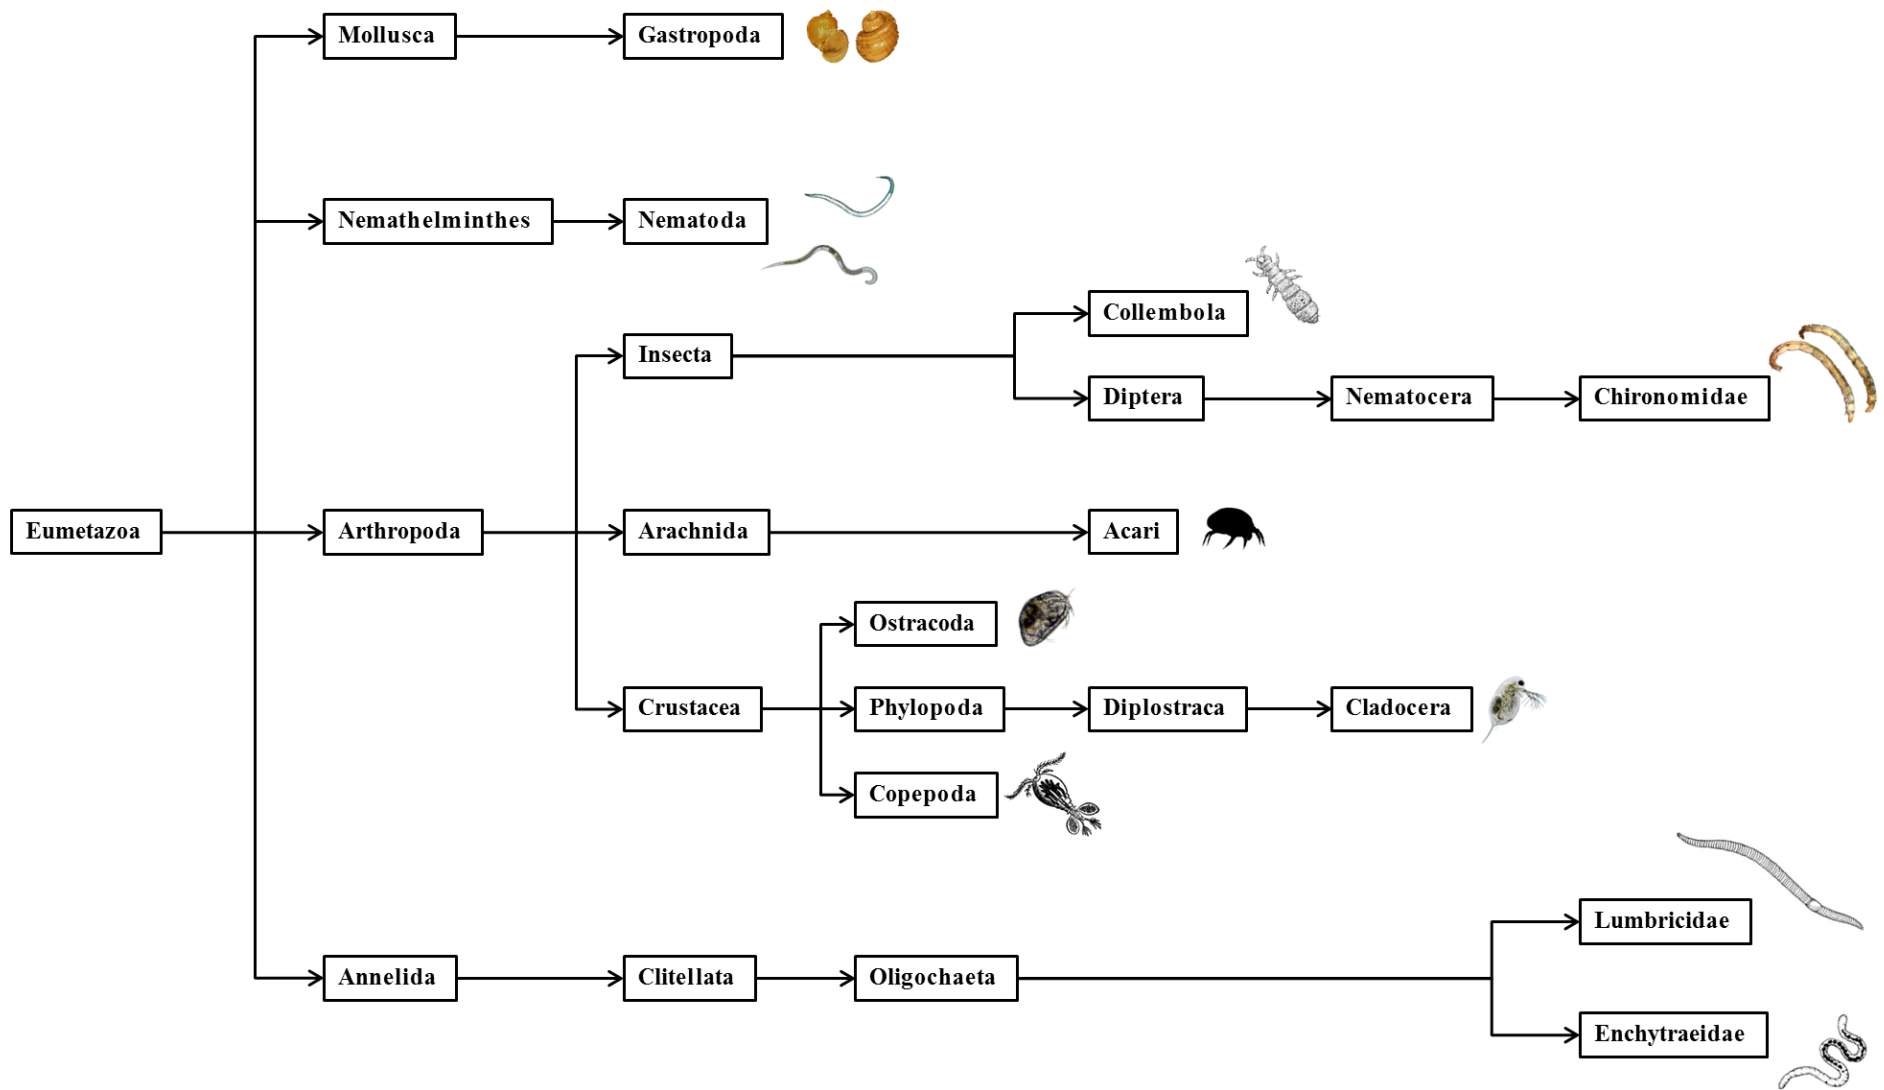 Mollusca
Gastropoda
Nemathelminthes
Nematoda
Collembola
Insecta
Diptera
Nematocera
Chironomidae
Eumetazoa
Arthropoda
Arachnida
Acari
Ostracoda
Crustacea
Phylopoda
Diplostraca
Cladocera
Copepoda
Lumbricidae
Annelida
Clitellata
Oligochaeta
Enchytraeidae